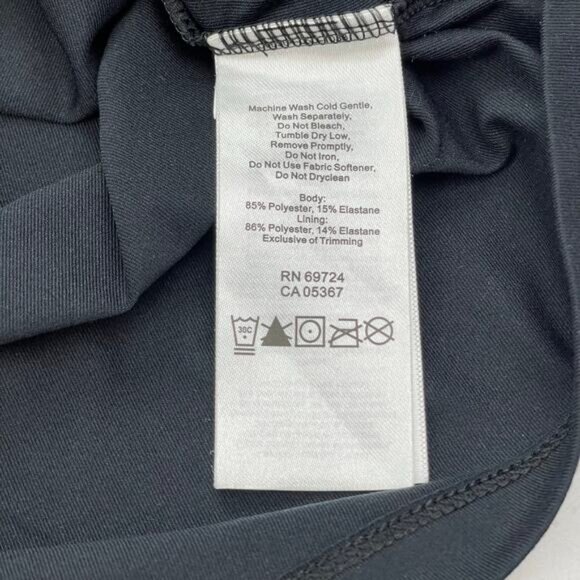 Machine Wash Cold Gentle,
Wash Separately,
Do Not Bleach,
Tumble Dry Low,
Remove Promptly,
Do Not Iron,
Do Not Use Fabric Softener,
Do Not Dryclean
Body:
85% Polyester, 15% Elastane
Lining:
86% Polyester, 14% Elastane
Exclusive of Trimming
RN 69724
CA 05367
30C